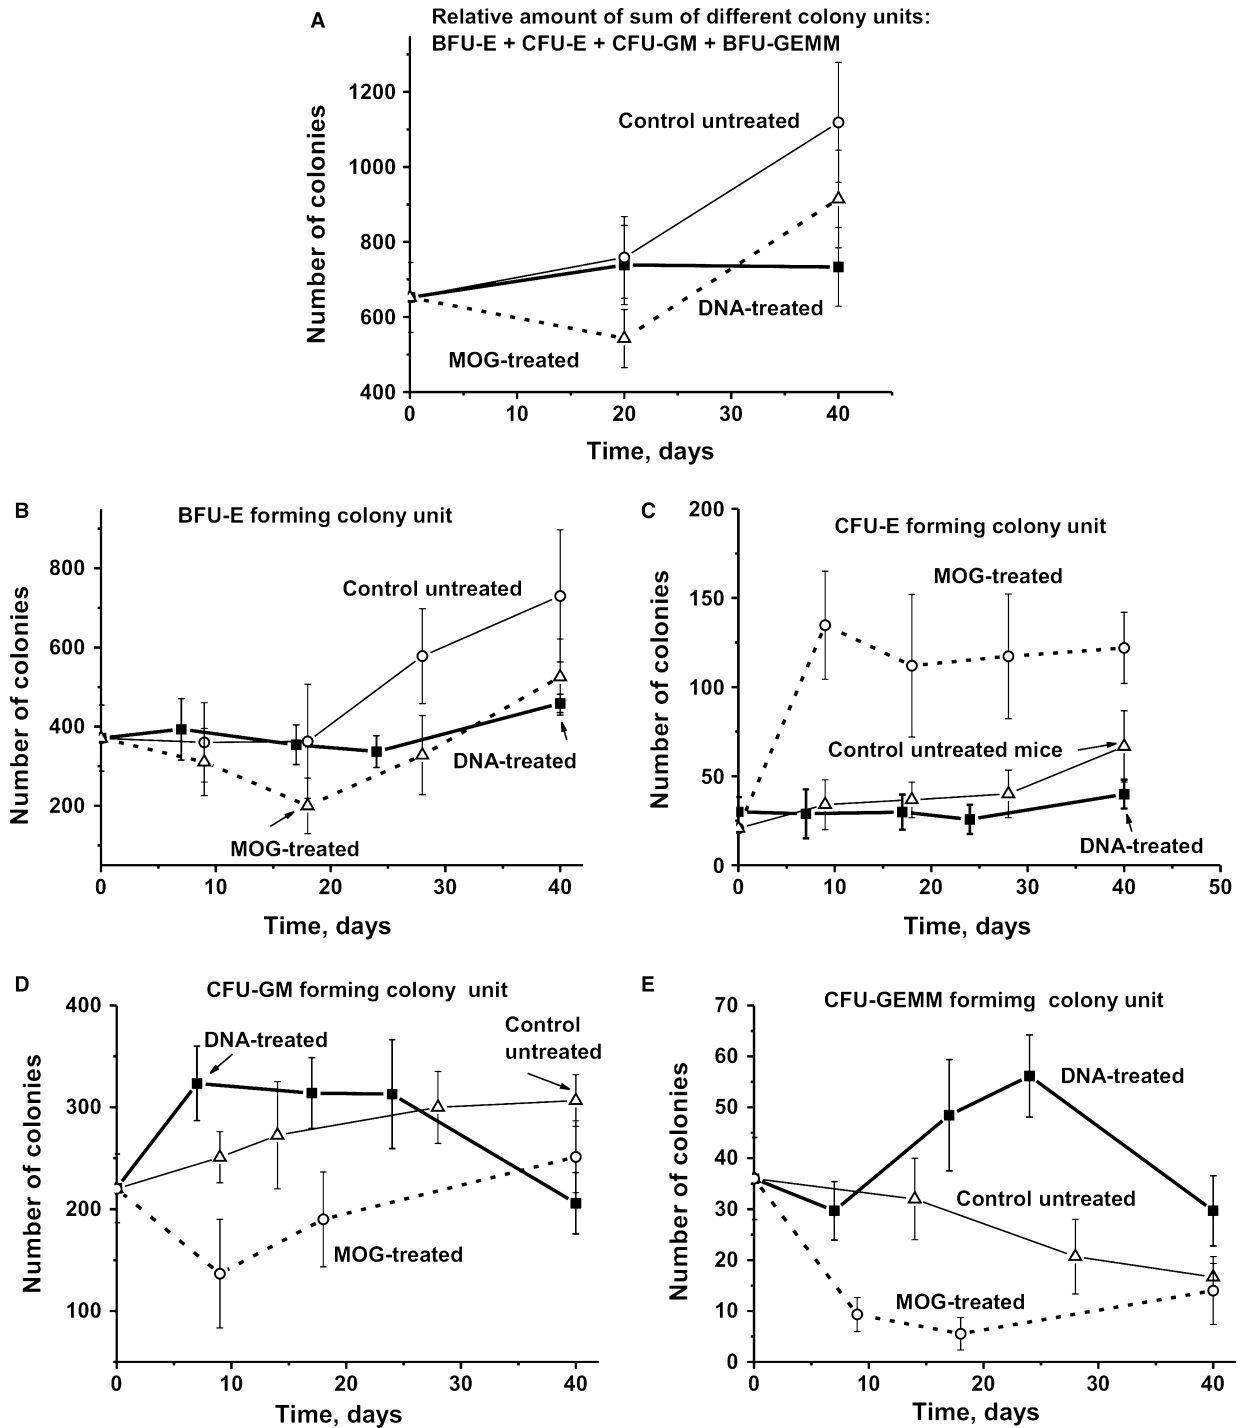 A
Relative amount of sum of different colony units:
BFU-E + CFU-E + CFU-GM + BFU-GEMM
Number of colonies
1200
1000
800
600
400
Control untreated
DNA-treated
MOG-treated
0 10 20 30 40
Time, days
B
BFU-E forming colony unit
Number of colonies
800
600
400
200
Control untreated
DNA-treated
MOG-treated
0 10 20 30 40
Time, days
C
CFU-E forming colony unit
Number of colonies
200
150
100
50
0
MOG-treated
Control untreated mice
DNA-treated
0 10 20 30 40 50
Time, days
D
CFU-GM forming colony unit
Number of colonies
400
300
200
100
DNA-treated
Control
untreated
MOG-treated
0 10 20 30 40
Time, days
E
CFU-GEMM formimg colony unit
Number of colonies
70
60
50
40
30
20
10
0
DNA-treated
Control untreated
MOG-treated
0 10 20 30 40
Time, days